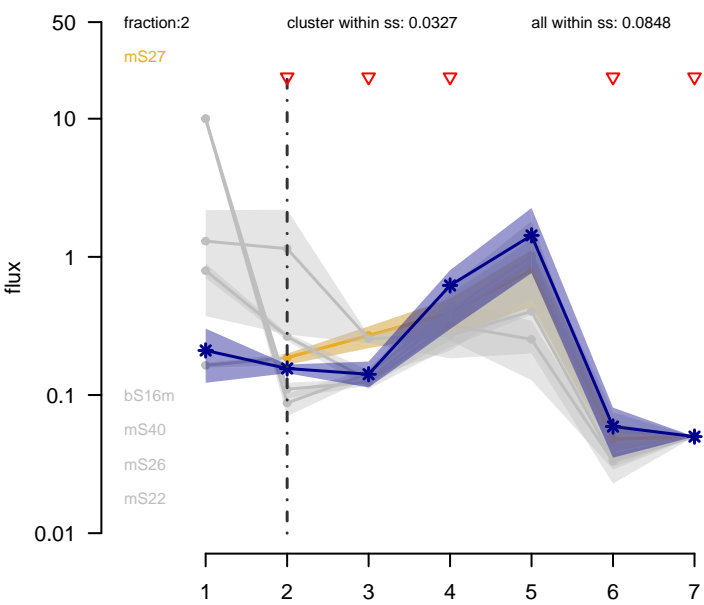 50
fraction:2 cluster within ss: 0.0327 all within ss: 0.0848
mS27
10
flux
1
0.1
bS16m
mS40
mS26
mS22
0.01
1 2 3 4 5 6 7